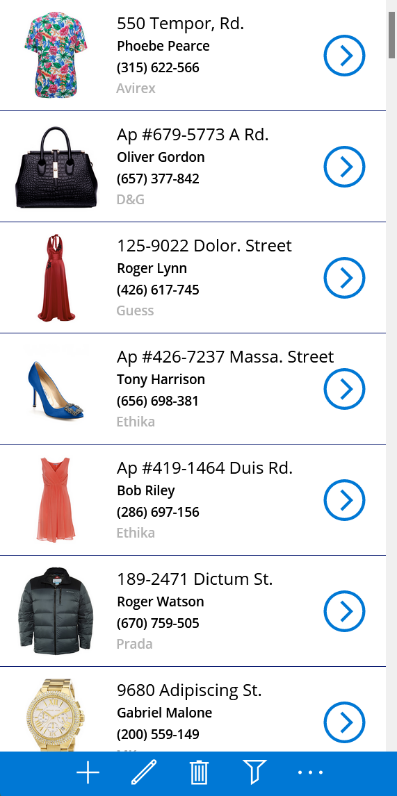 550 Tempor, Rd.
Phoebe Pearce
(315) 622-566
Avirex
Ap #679-5773 A Rd.
Oliver Gordon
(657) 377-842
D&G
125-9022 Dolor. Street
Roger Lynn
(426) 617-745
Guess
Ap #426-7237 Massa. Street
Tony Harrison
(656) 698-381
Ethika
Ap #419-1464 Duis Rd.
Bob Riley
(286) 697-156
Ethika
189-2471 Dictum St.
Roger Watson
(670) 759-505
Prada
9680 Adipiscing St.
Gabriel Malone
(200) 559-149